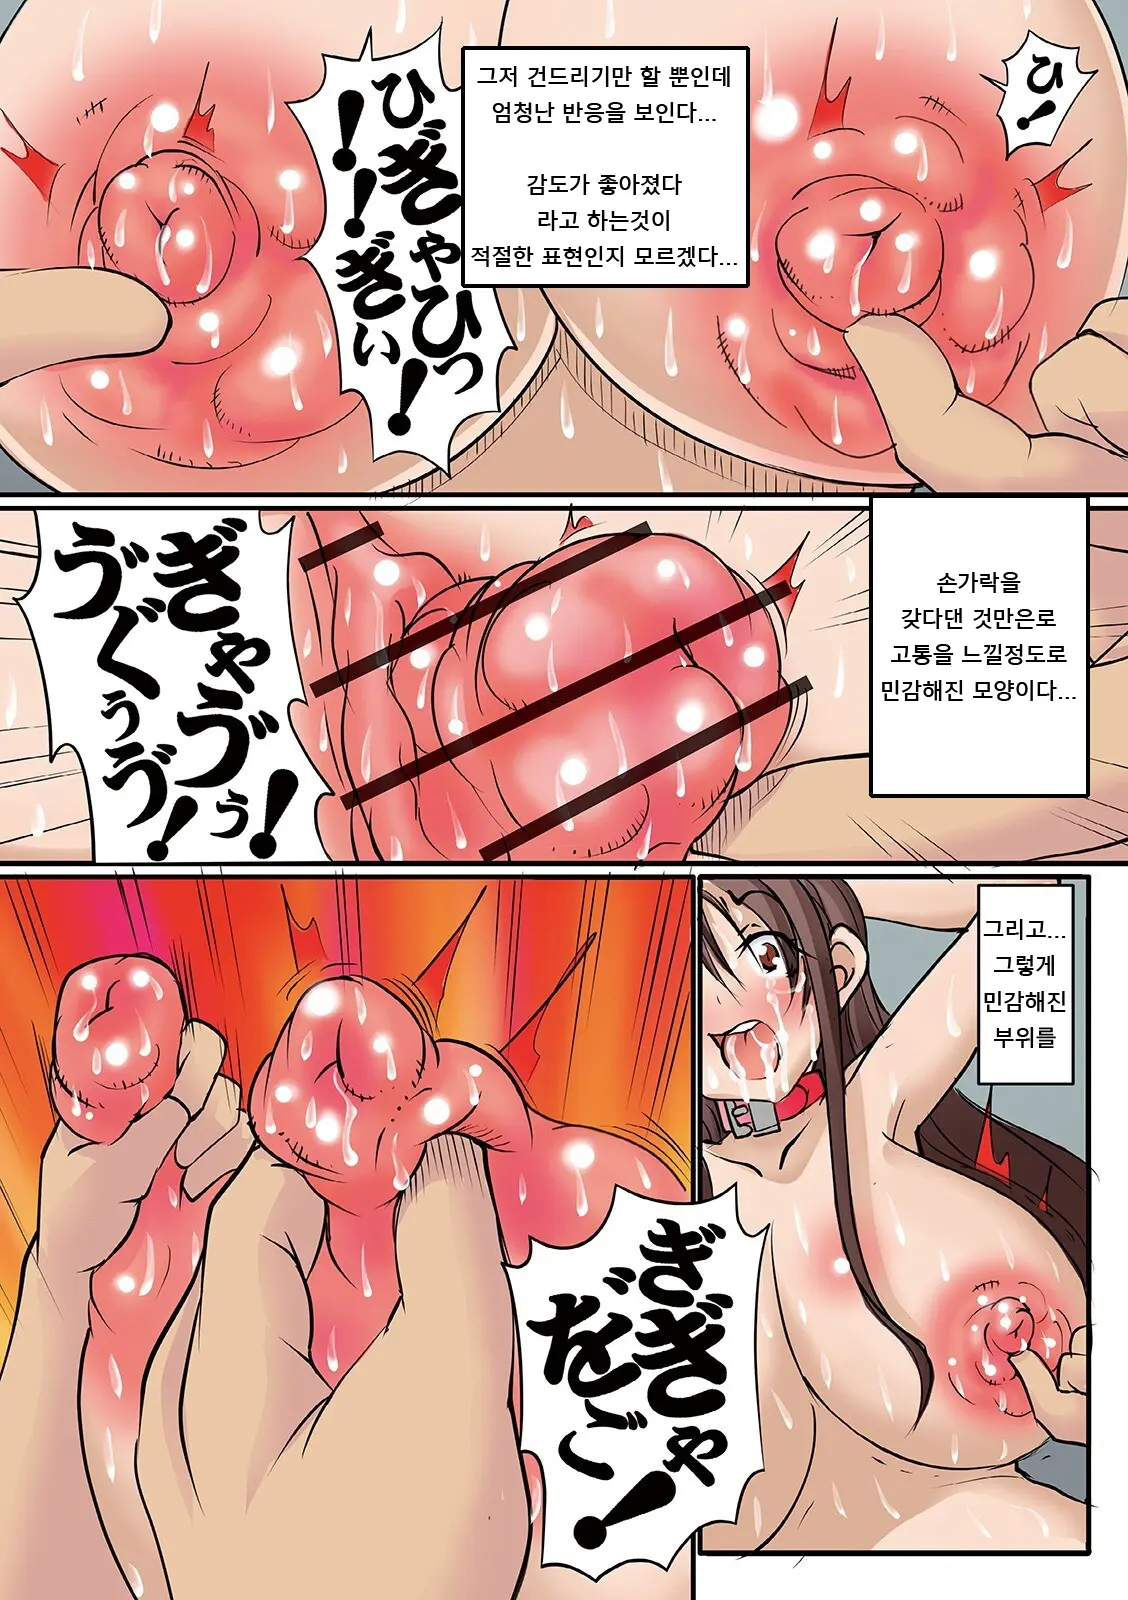 ひ!
그저 건드리기만 할 뿐인데
엄청난 반응을 보인다...
감도가 좋아졌다
라고 하는것이
적절한 표현인지 모르겠다...
ひぎゃひっ!
!!ぎぃ
손가락을
갖다댄 것만은로
고통을 느낄정도로
민감해진 모양이다...
ぎゃゔぅ!
ゔぐぅゔ!
그리고...
그렇게
민감해진
부위를
ぎぎゃ
を゙ご!